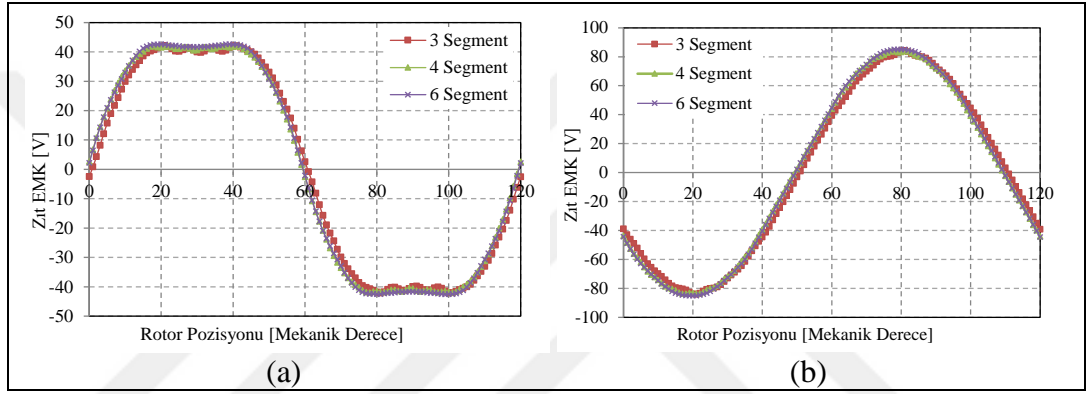 50
40
30
20
10
0
-10
-20
-30
-40
-50
0 20 40 60 80 100 120
Zıt EMK [V]
Rotor Pozisyonu [Mekanik Derece]
3 Segment
4 Segment
6 Segment
(a)
100
80
60
40
20
0
-20
-40
-60
-80
-100
0 20 40 60 80 100 120
Zıt EMK [V]
Rotor Pozisyonu [Mekanik Derece]
3 Segment
4 Segment
6 Segment
(b)